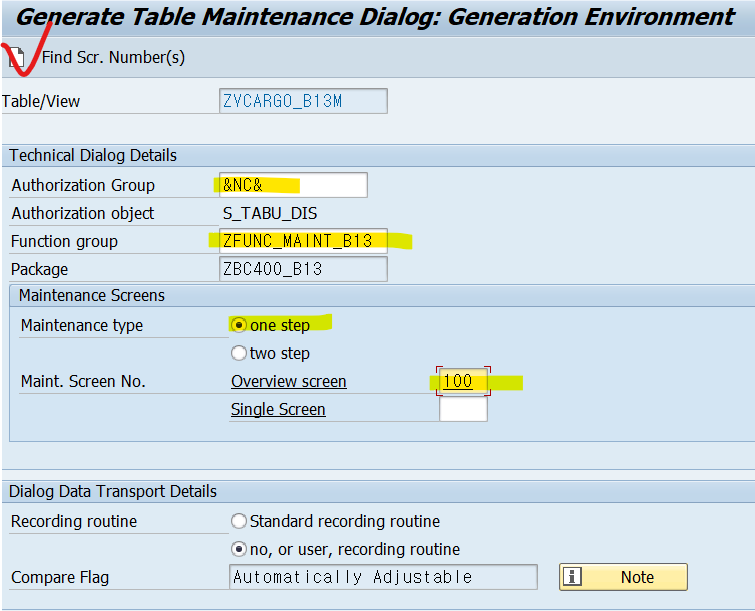 Generate Table Maintenance Dialog: Generation Environment
Find Scr. Number(s)
Table/View ZVCARGO_B13M
Technical Dialog Details
Authorization Group &NC&
Authorization object S_TABU_DIS
Function group ZFUNC_MAINT_B13
Package ZBC400_B13
Maintenance Screens
Maintenance type one step
two step
Maint. Screen No. Overview screen 100
Single Screen
Dialog Data Transport Details
Recording routine Standard recording routine
no, or user, recording routine
Compare Flag Automatically Adjustable Note